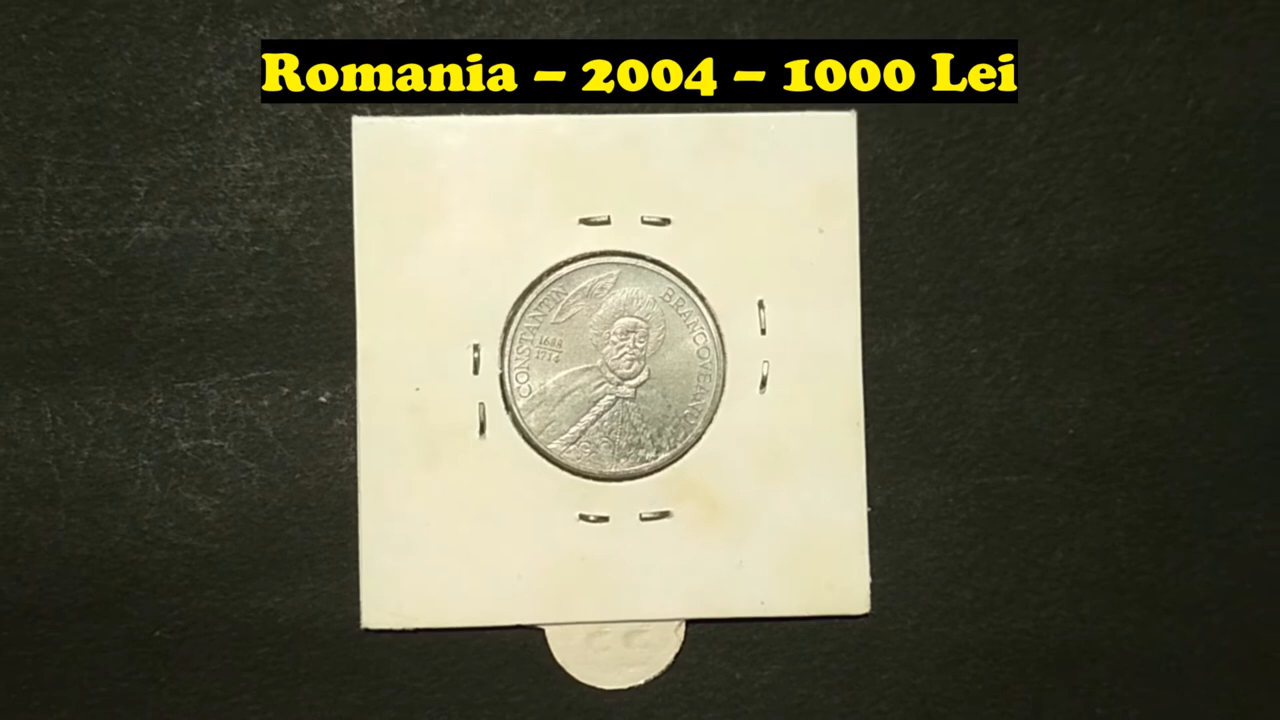 Romania – 2004 – 1000 Lei
CONSTANTIN BRANCOVEANU
1688
1714